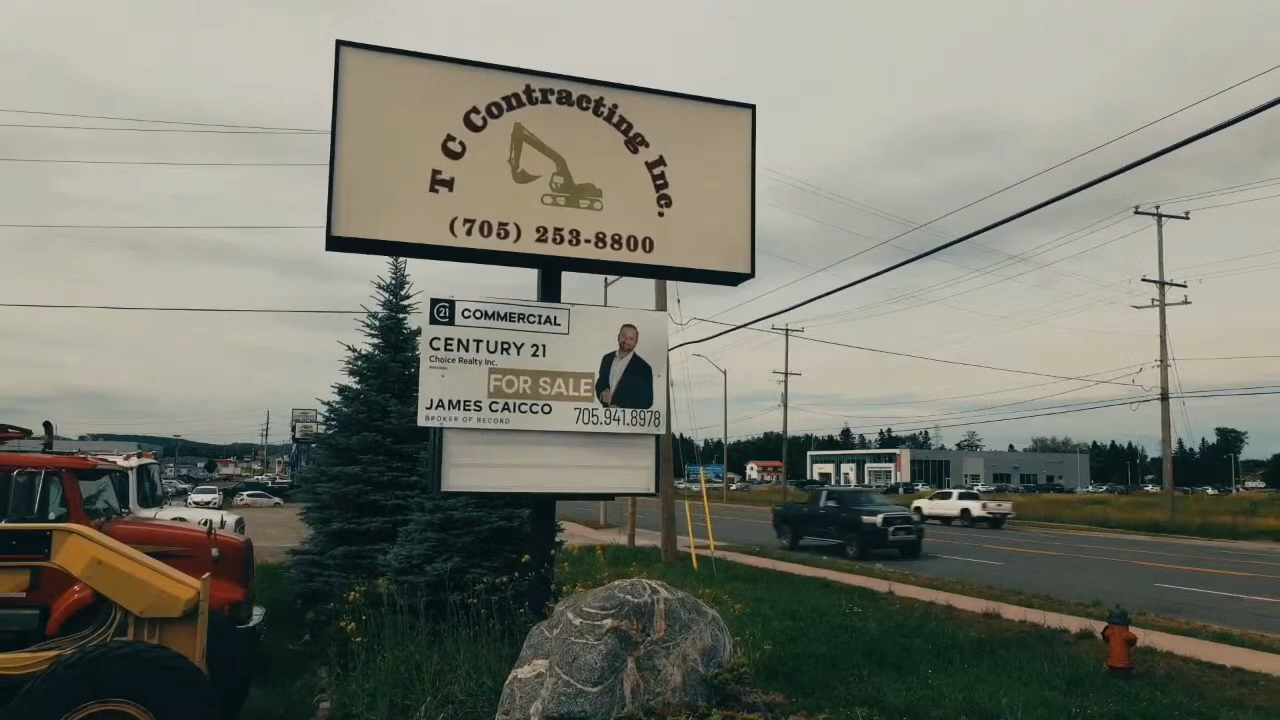 T C Contracting Inc.
(705) 253-8800
C21 COMMERCIAL
CENTURY 21
Choice Realty Inc.
FOR SALE
JAMES CAICCO
BROKER OF RECORD
705.941.8978